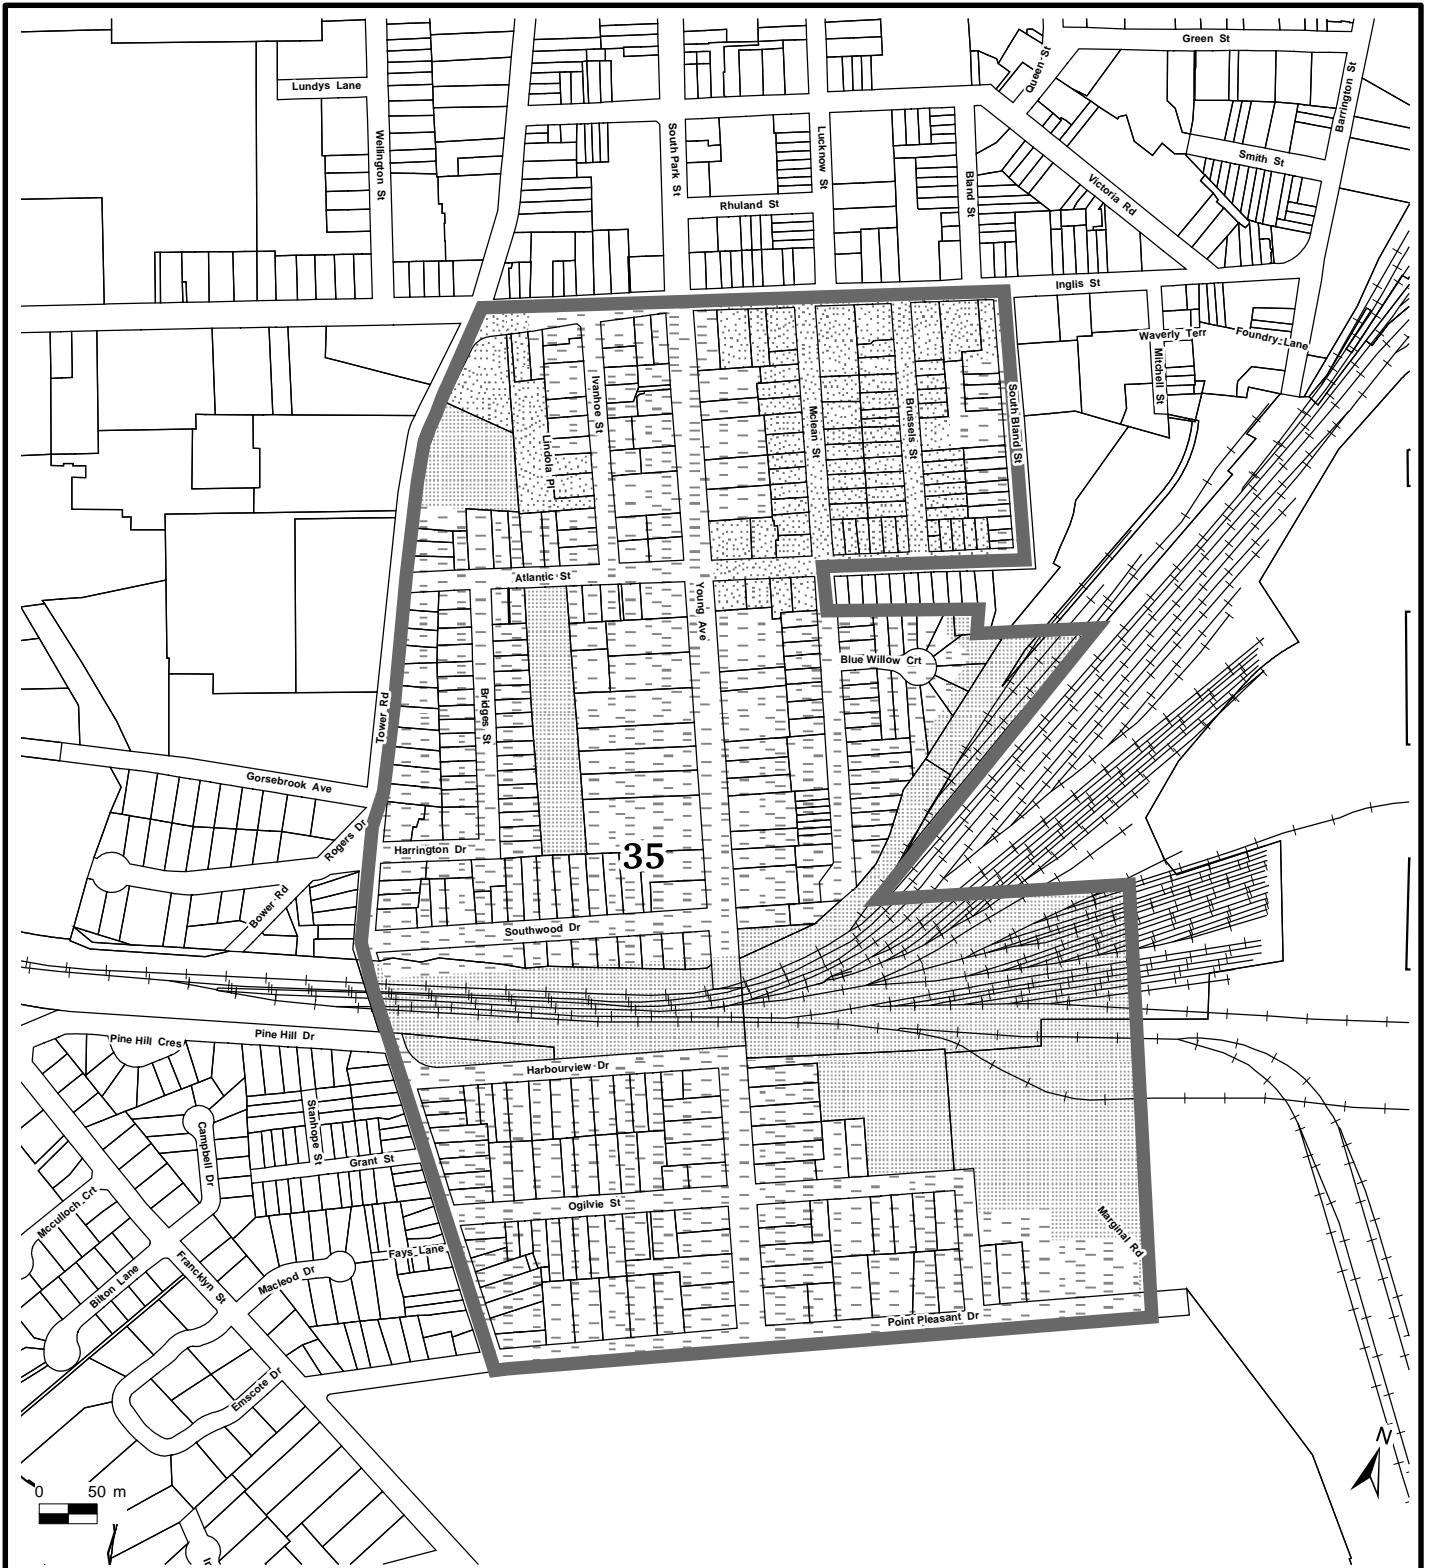 Green St
Queen St
Barrington St
Lundys Lane
Wellington St
South Park St
Lucknow St
Smith St
Bland St
Victoria Rd
Rhuland St
Inglis St
Waverly Terr
Foundry Lane
Mitchell St
Ivanhoe St
Lindola Pl
Mclean St
Brussels St
South Bland St
Atlantic St
Young Ave
Blue Willow Crt
Tower Rd
Bridges St
Gorsebrook Ave
Rogers Dr
Harrington Dr
35
Bower Rd
Southwood Dr
Pine Hill Cres
Pine Hill Dr
Harbourview Dr
Stanhope St
Campbell Dr
Grant St
Mcculloch Crt
Ogilvie St
Marginal Rd
Fays Lane
Francklyn St
Macleod Dr
Bilton Lane
Point Pleasant Dr
Emscote Dr
N
0 50 m